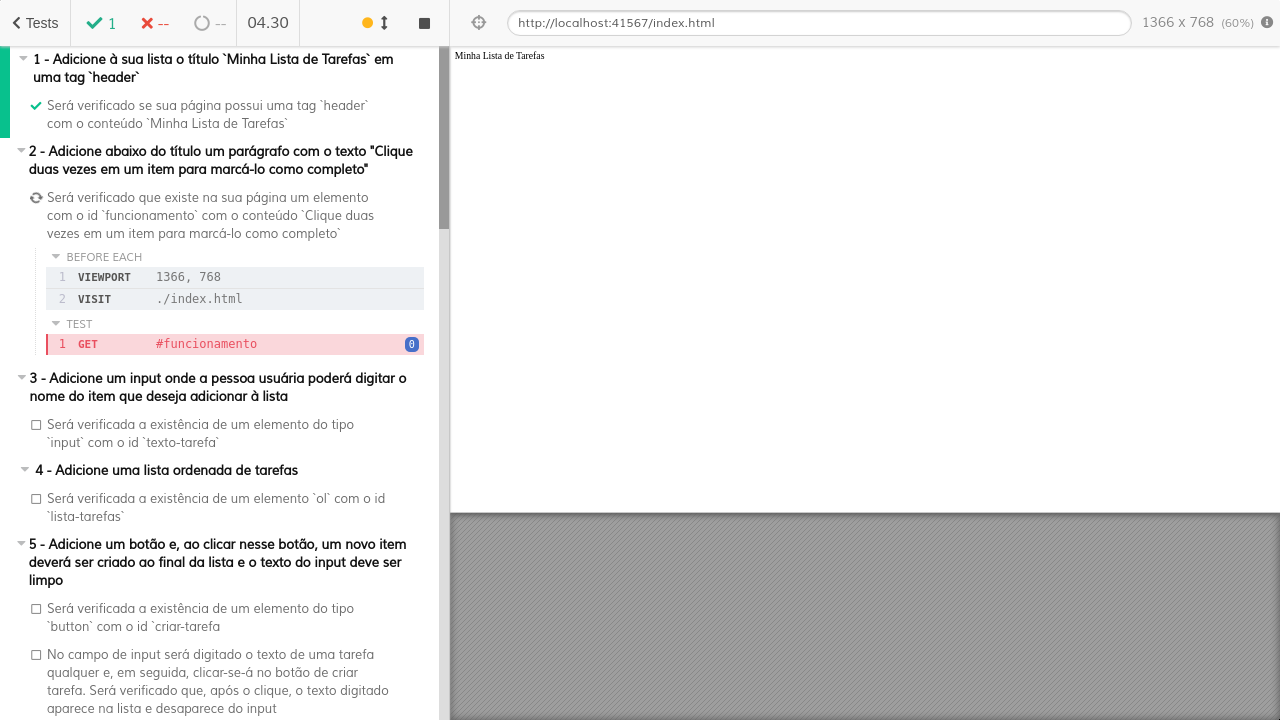 Tests 1 -- -- 04.30
http://localhost:41567/index.html 1366 x 768 (60%)
1 - Adicione à sua lista o título `Minha Lista de Tarefas` em
uma tag `header`
Será verificado se sua página possui uma tag `header`
com o conteúdo `Minha Lista de Tarefas`
2 - Adicione abaixo do título um parágrafo com o texto "Clique
duas vezes em um item para marcá-lo como completo"
Será verificado que existe na sua página um elemento
com o id `funcionamento` com o conteúdo `Clique duas
vezes em um item para marcá-lo como completo`
BEFORE EACH
1 VIEWPORT 1366, 768
2 VISIT ./index.html
TEST
1 GET #funcionamento 0
3 - Adicione um input onde a pessoa usuária poderá digitar o
nome do item que deseja adicionar à lista
Será verificada a existência de um elemento do tipo
`input` com o id `texto-tarefa`
4 - Adicione uma lista ordenada de tarefas
Será verificada a existência de um elemento `ol` com o id
`lista-tarefas`
5 - Adicione um botão e, ao clicar nesse botão, um novo item
deverá ser criado ao final da lista e o texto do input deve ser
limpo
Será verificada a existência de um elemento do tipo
`button` com o id `criar-tarefa
No campo de input será digitado o texto de uma tarefa
qualquer e, em seguida, clicar-se-á no botão de criar
tarefa. Será verificado que, após o clique, o texto digitado
aparece na lista e desaparece do input
Minha Lista de Tarefas